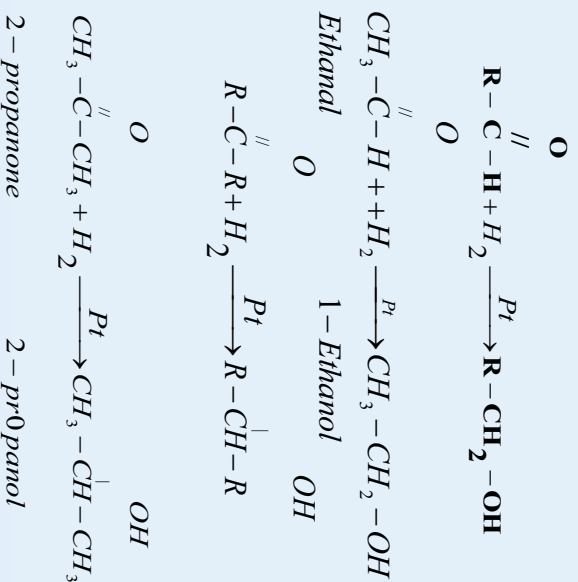 O
//
R – C – H + H2 —Pt→ R – CH2 – OH
O
//
CH3 – C – H + +H2 —Pt→ CH3 – CH2 – OH
Ethanal 1 – Ethanol
O OH
// |
R – C – R + H2 —Pt→ R – CH – R
O OH
// |
CH3 – C – CH3 + H2 —Pt→ CH3 – CH – CH3
2 – propanone 2 – pr0panol